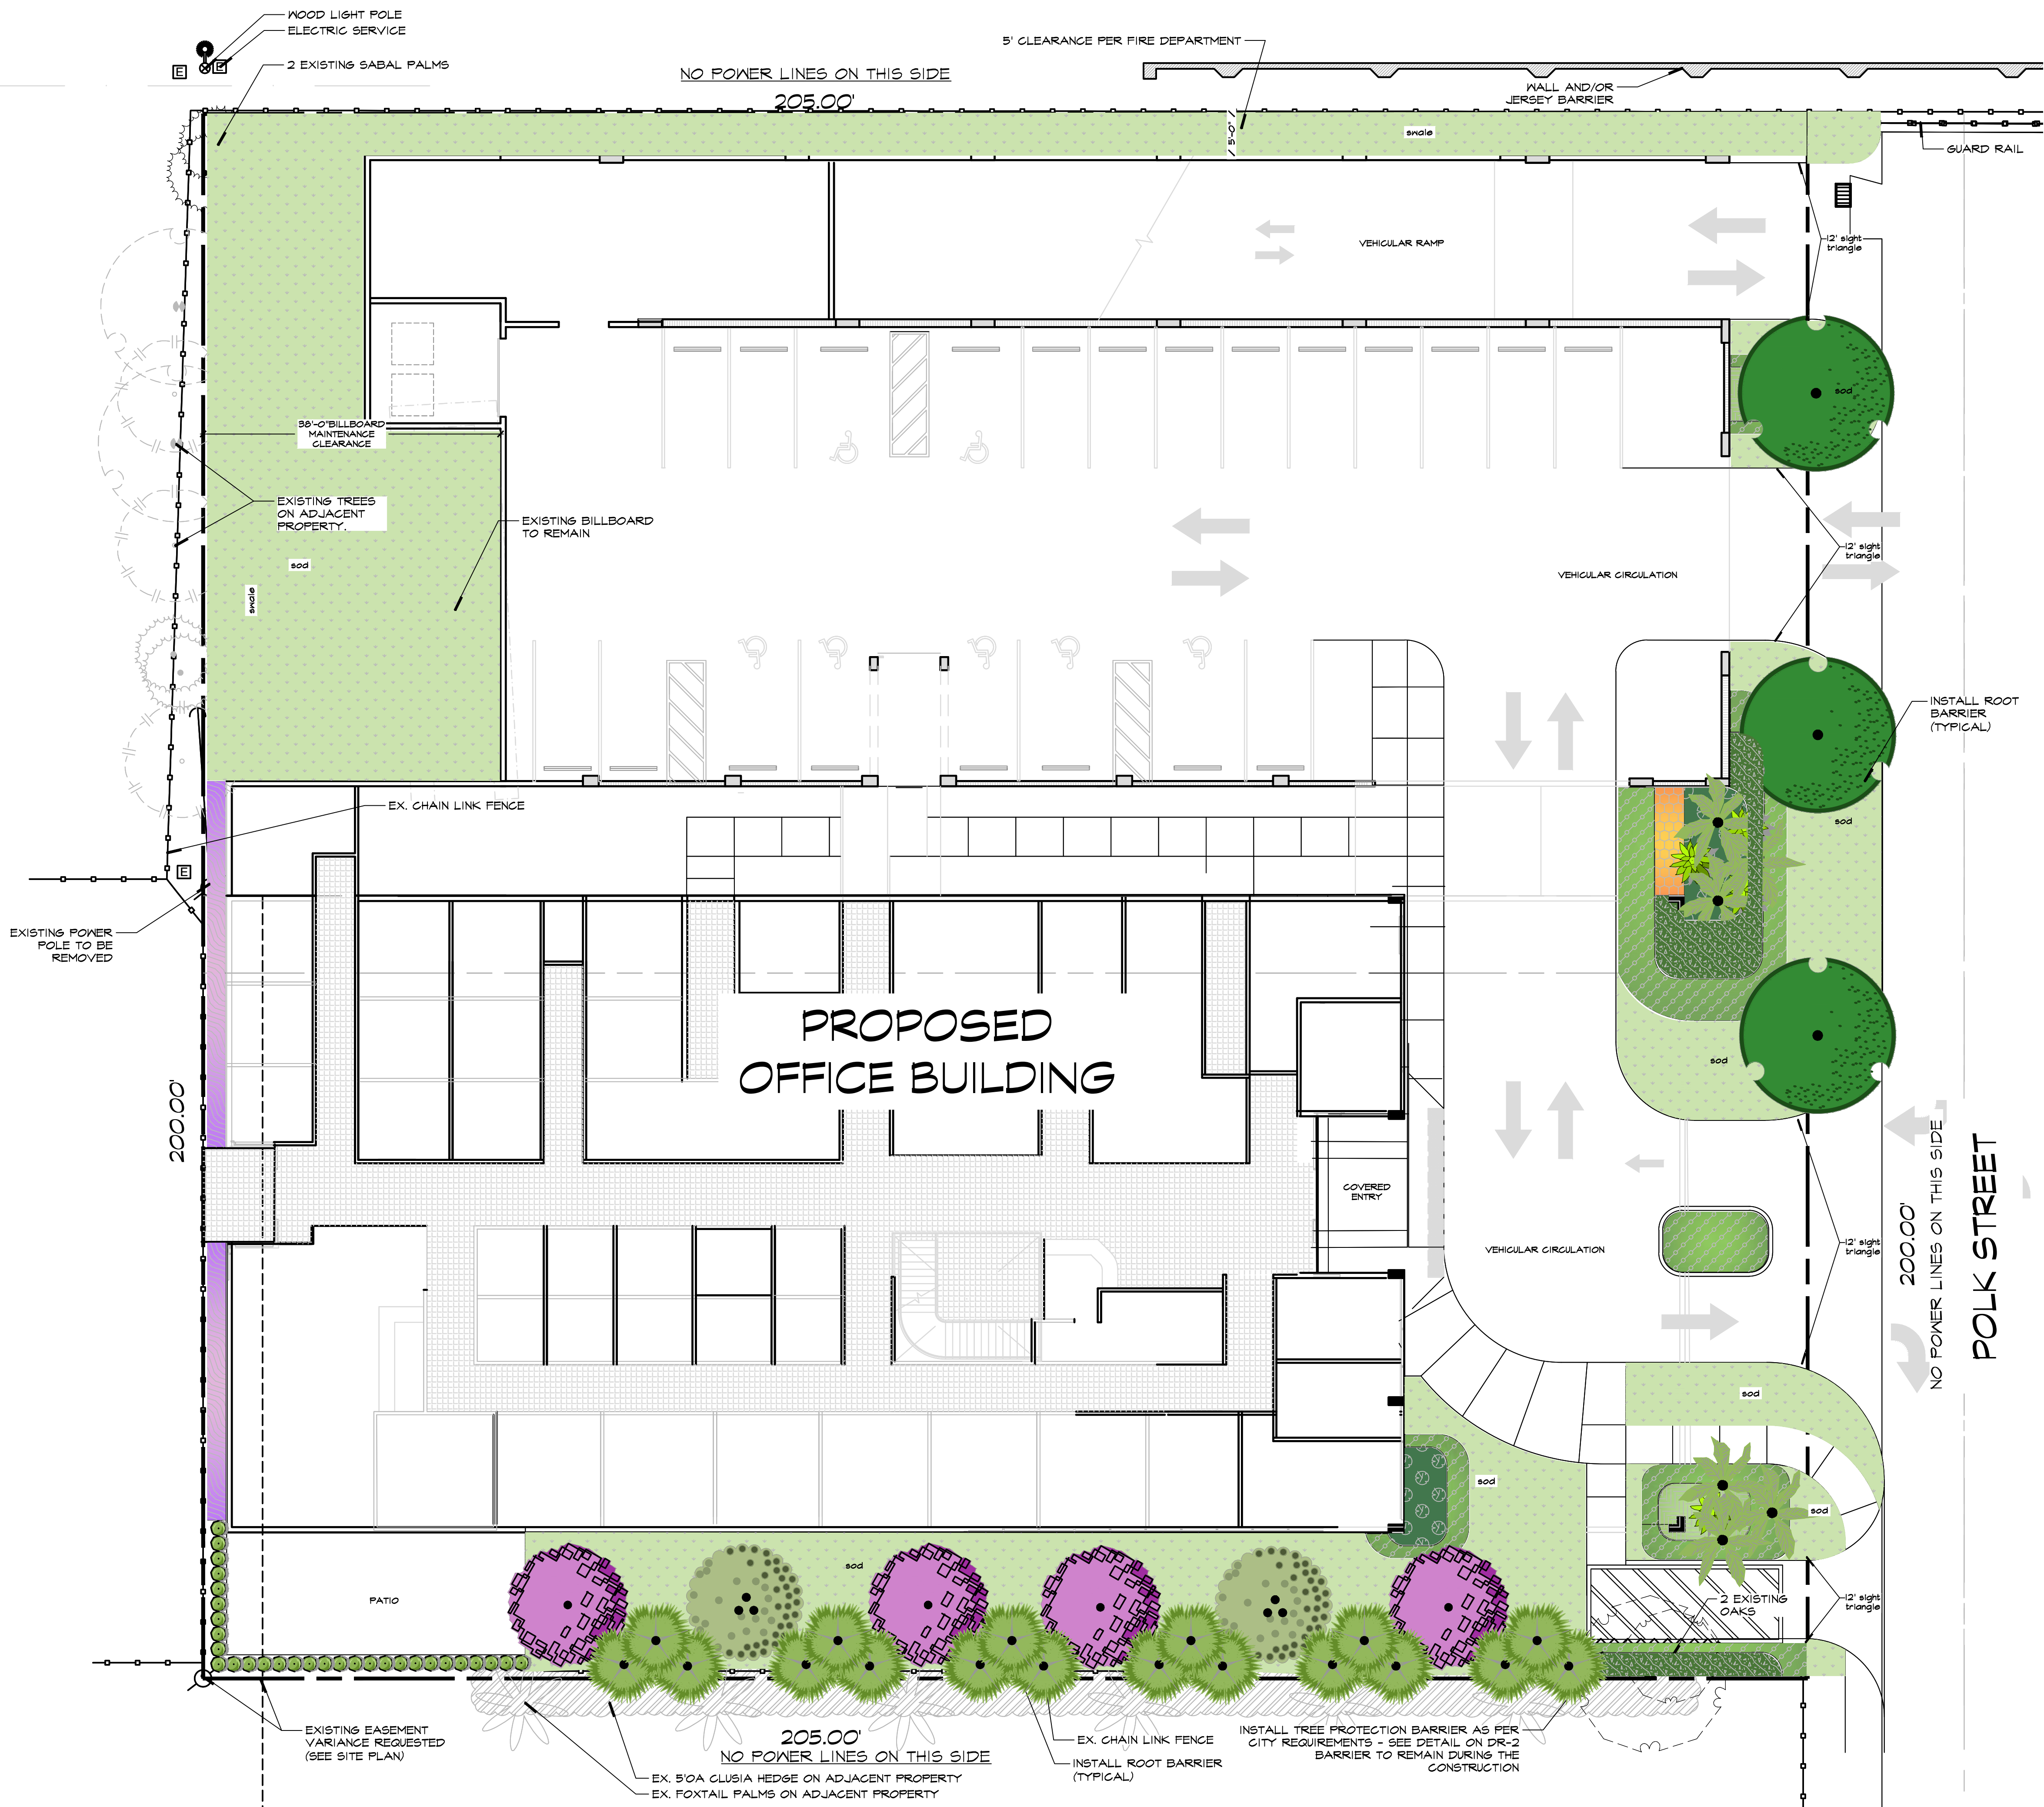 WOOD LIGHT POLE
ELECTRIC SERVICE
E
E
2 EXISTING SABAL PALMS
NO POWER LINES ON THIS SIDE
205.00'
5' CLEARANCE PER FIRE DEPARTMENT
WALL AND/OR
JERSEY BARRIER
5'-0"
swale
GUARD RAIL
VEHICULAR RAMP
12' sight
triangle
sod
38'-0" BILLBOARD
MAINTENANCE
CLEARANCE
EXISTING TREES
ON ADJACENT
PROPERTY.
EXISTING BILLBOARD
TO REMAIN
sod
swale
VEHICULAR CIRCULATION
12' sight
triangle
INSTALL ROOT
BARRIER
(TYPICAL)
EX. CHAIN LINK FENCE
sod
E
EXISTING POWER
POLE TO BE
REMOVED
PROPOSED
OFFICE BUILDING
sod
200.00'
COVERED
ENTRY
VEHICULAR CIRCULATION
12' sight
triangle
200.00'
NO POWER LINES ON THIS SIDE
POLK STREET
sod
sod
sod
sod
PATIO
2 EXISTING
OAKS
12' sight
triangle
EXISTING EASEMENT
VARIANCE REQUESTED
(SEE SITE PLAN)
205.00'
NO POWER LINES ON THIS SIDE
EX. 5'OA CLUSIA HEDGE ON ADJACENT PROPERTY
EX. FOXTAIL PALMS ON ADJACENT PROPERTY
EX. CHAIN LINK FENCE
INSTALL ROOT BARRIER
(TYPICAL)
INSTALL TREE PROTECTION BARRIER AS PER
CITY REQUIREMENTS - SEE DETAIL ON DR-2
BARRIER TO REMAIN DURING THE
CONSTRUCTION